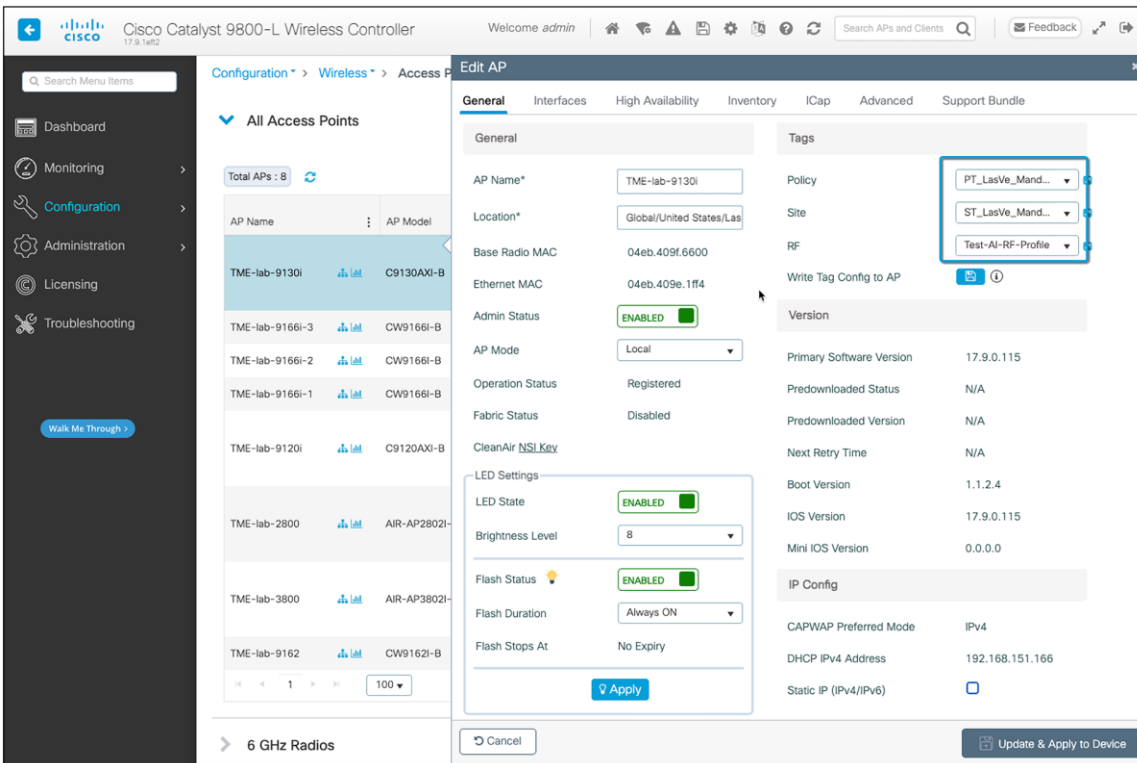 cisco
Cisco Catalyst 9800-L Wireless Controller
17.9.1eft2
Welcome admin
Search APs and Clients
Feedback
Search Menu Items
Dashboard
Monitoring
Configuration
Administration
Licensing
Troubleshooting
Walk Me Through >
Configuration > Wireless > Access P
All Access Points
Total APs : 8
AP Name AP Model
TME-lab-9130i C9130AXI-B
TME-lab-9166i-3 CW9166I-B
TME-lab-9166i-2 CW9166I-B
TME-lab-9166i-1 CW9166I-B
TME-lab-9120i C9120AXI-B
TME-lab-2800 AIR-AP2802I-
TME-lab-3800 AIR-AP3802I-
TME-lab-9162 CW9162I-B
1 100
6 GHz Radios
Edit AP
General Interfaces High Availability Inventory ICap Advanced Support Bundle
General
AP Name* TME-lab-9130i
Location* Global/United States/Las
Base Radio MAC 04eb.409f.6600
Ethernet MAC 04eb.409e.1ff4
Admin Status ENABLED
AP Mode Local
Operation Status Registered
Fabric Status Disabled
CleanAir NSI Key
LED Settings
LED State ENABLED
Brightness Level 8
Flash Status ENABLED
Flash Duration Always ON
Flash Stops At No Expiry
Apply
Tags
Policy PT_LasVe_Mand...
Site ST_LasVe_Mand...
RF Test-AI-RF-Profile
Write Tag Config to AP
Version
Primary Software Version 17.9.0.115
Predownloaded Status N/A
Predownloaded Version N/A
Next Retry Time N/A
Boot Version 1.1.2.4
IOS Version 17.9.0.115
Mini IOS Version 0.0.0.0
IP Config
CAPWAP Preferred Mode IPv4
DHCP IPv4 Address 192.168.151.166
Static IP (IPv4/IPv6)
Cancel
Update & Apply to Device